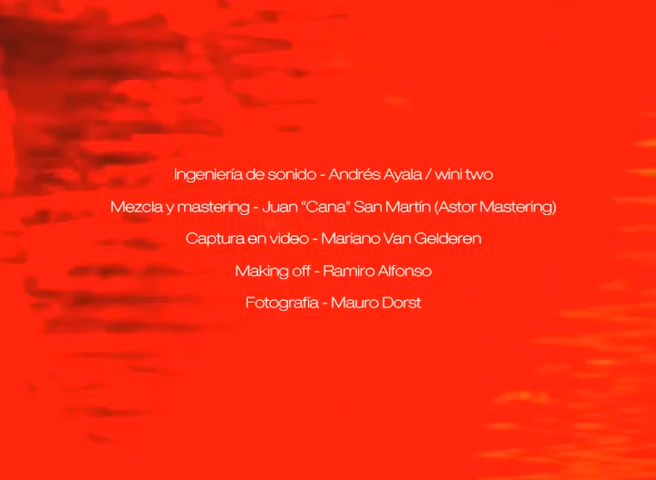 Ingeniería de sonido - Andrés Ayala / wini two
Mezcla y mastering - Juan “Cana” San Martín (Astor Mastering)
Captura en video - Mariano Van Gelderen
Making off - Ramiro Alfonso
Fotografía - Mauro Dorst